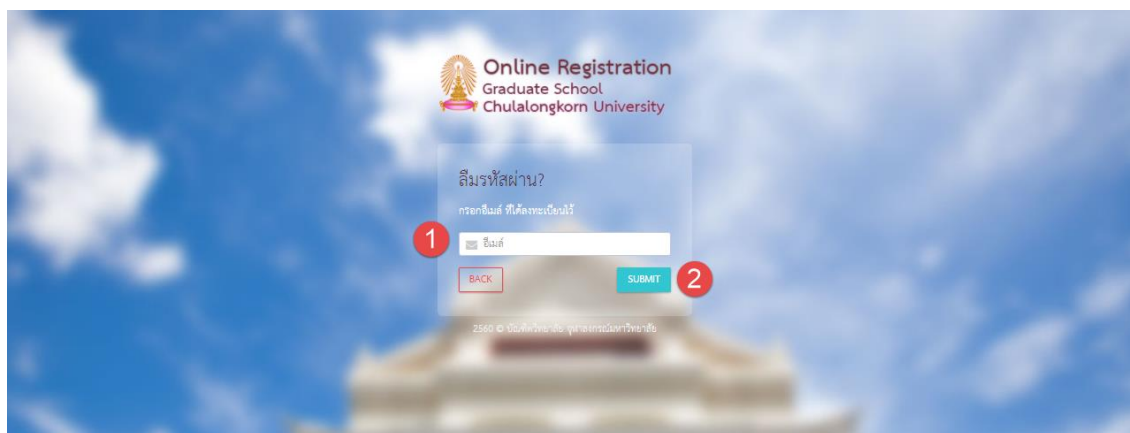 Online Registration
Graduate School
Chulalongkorn University
ลืมรหัสผ่าน?
กรอกอีเมล์ ที่ได้ลงทะเบียนไว้
1
อีเมล์
BACK
SUBMIT
2
2560 © บัณฑิตวิทยาลัย จุฬาลงกรณ์มหาวิทยาลัย